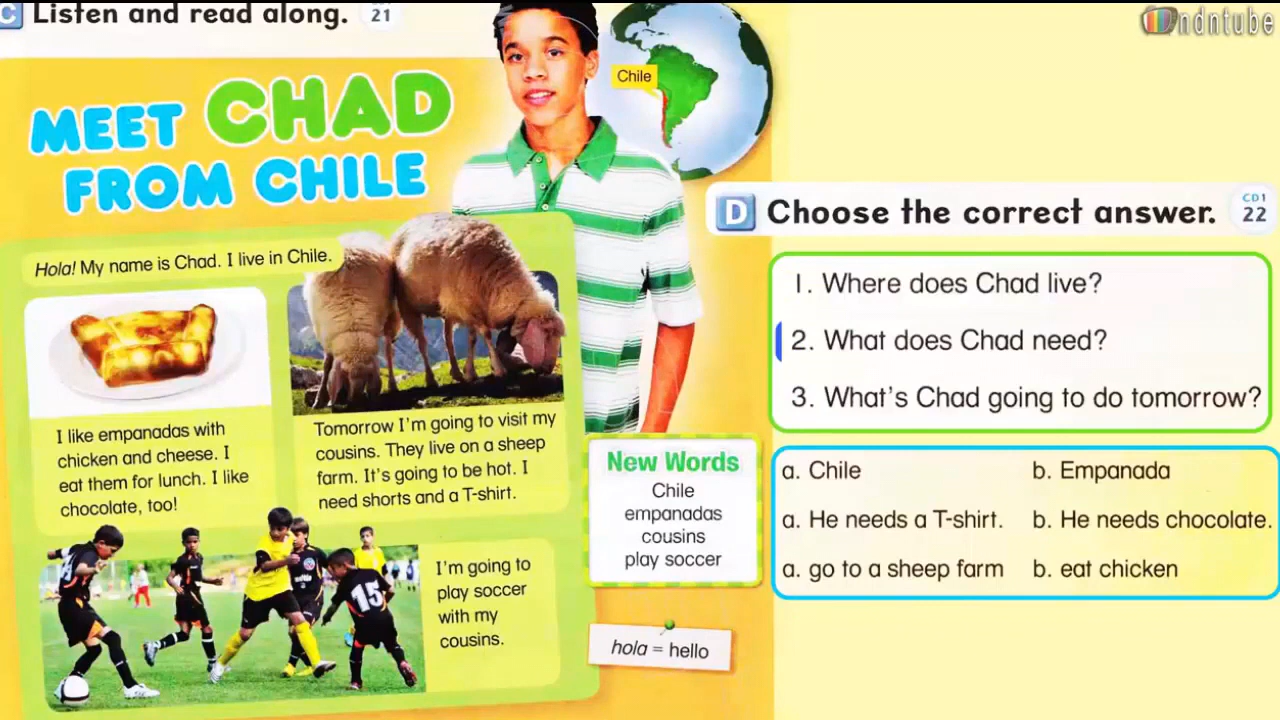 C Listen and read along.
21
MEET CHAD
FROM CHILE
Chile
Hola! My name is Chad. I live in Chile.
I like empanadas with
chicken and cheese. I
eat them for lunch. I like
chocolate, too!
Tomorrow I'm going to visit my
cousins. They live on a sheep
farm. It's going to be hot. I
need shorts and a T-shirt.
15
I'm going to
play soccer
with my
cousins.
New Words
Chile
empanadas
cousins
play soccer
hola = hello
ndntube
D Choose the correct answer.
CD1
22
1. Where does Chad live?
2. What does Chad need?
3. What's Chad going to do tomorrow?
a. Chile b. Empanada
a. He needs a T-shirt. b. He needs chocolate.
a. go to a sheep farm b. eat chicken